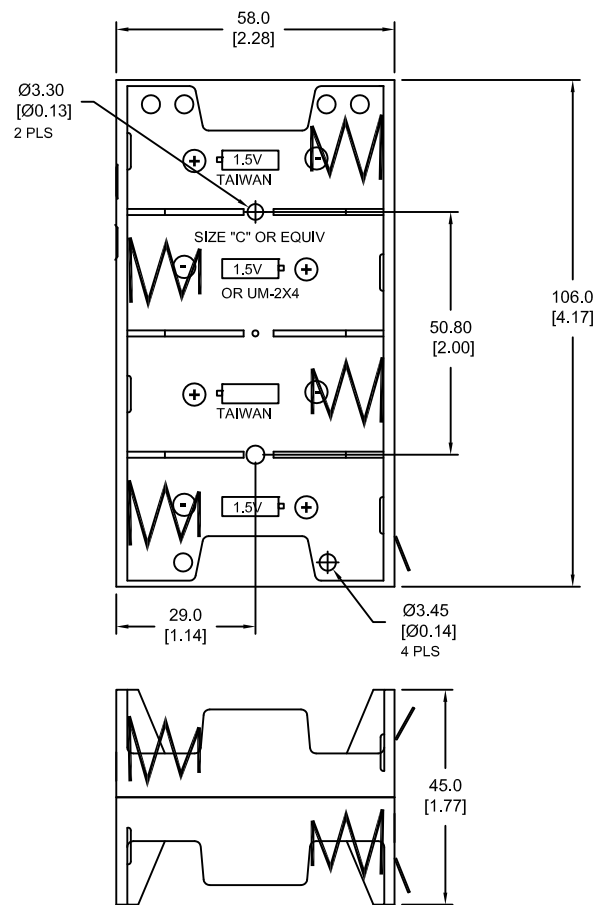 58.0
[2.28]
Ø3.30
[Ø0.13]
2 PLS
+ 1.5V -
TAIWAN
SIZE "C" OR EQUIV
- 1.5V +
OR UM-2X4
106.0
[4.17]
50.80
[2.00]
+ -
TAIWAN
- 1.5V +
29.0
[1.14]
Ø3.45
[Ø0.14]
4 PLS
45.0
[1.77]